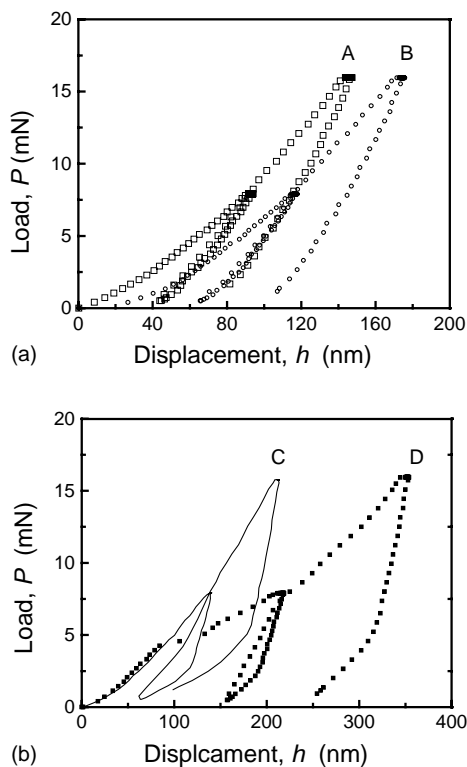 A B
20
15
10
5
0
Load, P (mN)
0 40 80 120 160 200
(a)
Displacement, h (nm)
C D
20
15
10
5
0
Load, P (mN)
0 100 200 300 400
(b)
Displcament, h (nm)